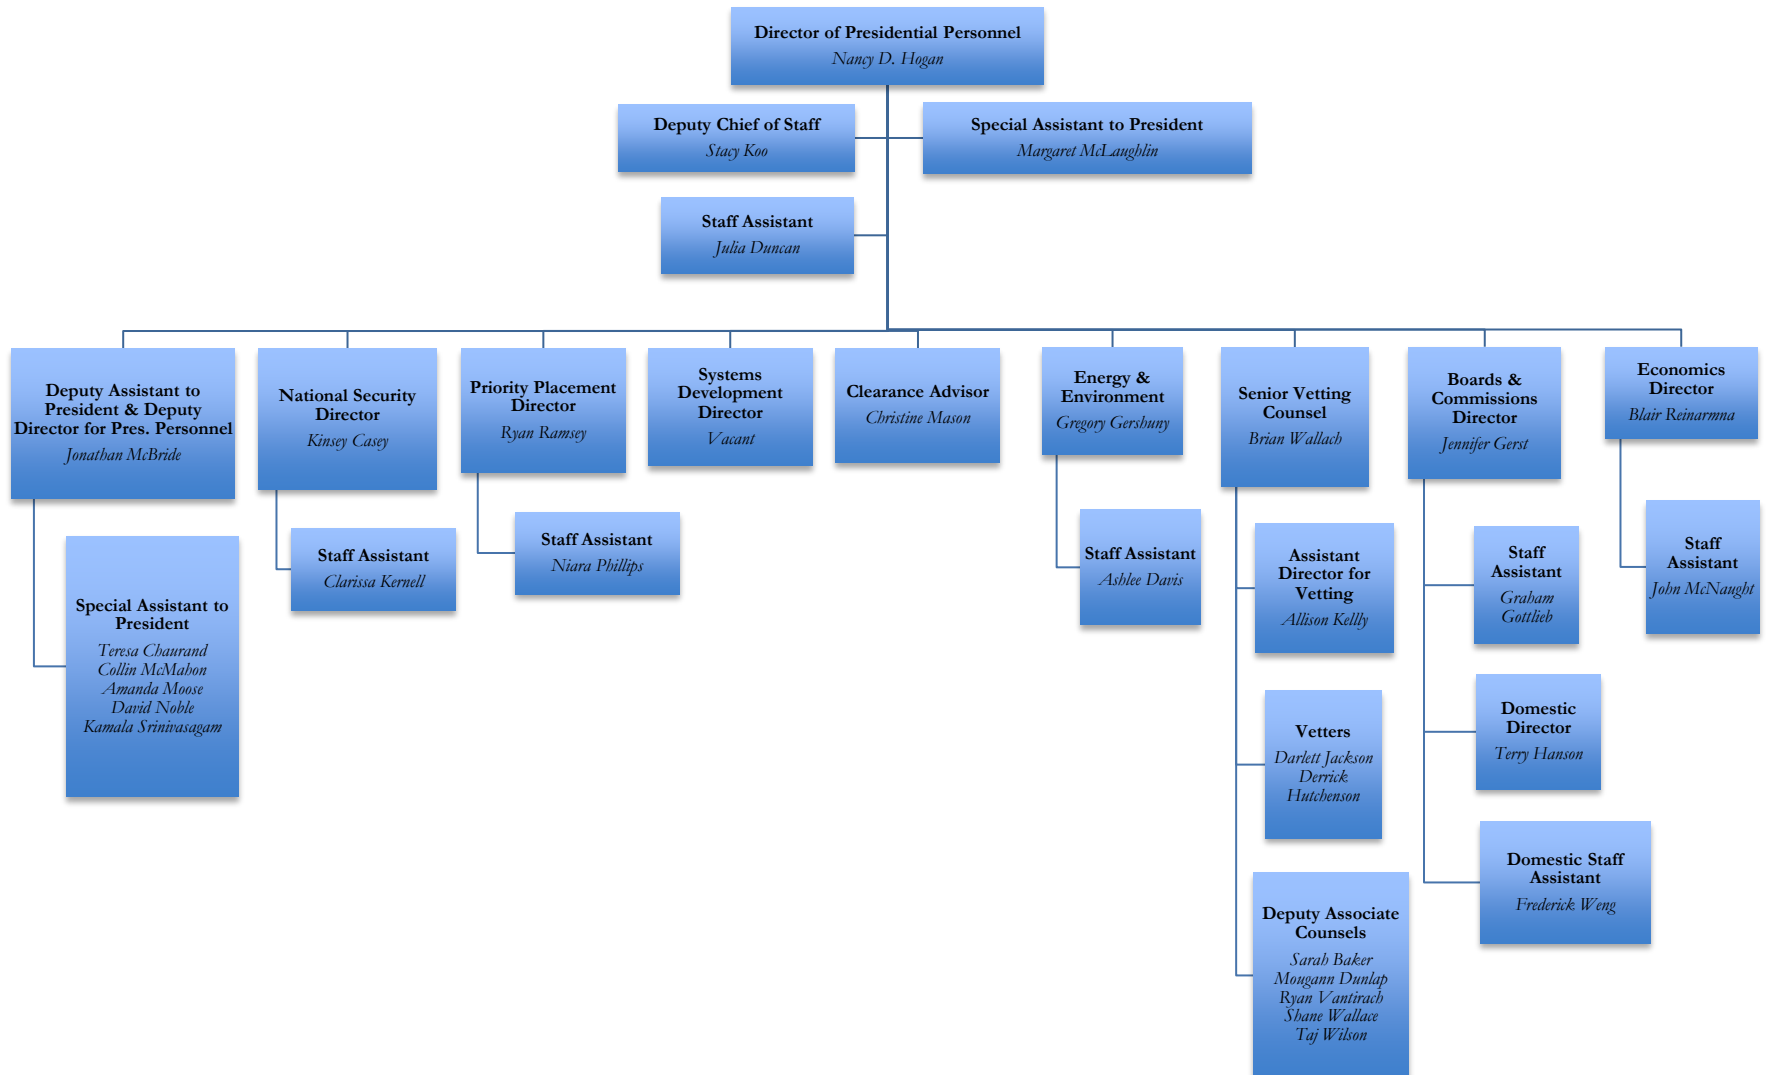 Director of Presidential Personnel
Nancy D. Hogan
Deputy Chief of Staff
Stacy Koo
Special Assistant to President
Margaret McLaughlin
Staff Assistant
Julia Duncan
Deputy Assistant to
President & Deputy
Director for Pres. Personnel
Jonathan McBride
National Security
Director
Kinsey Casey
Priority Placement
Director
Ryan Ramsey
Systems
Development
Director
Vacant
Clearance Advisor
Christine Mason
Energy &
Environment
Gregory Gershuny
Senior Vetting
Counsel
Brian Wallach
Boards &
Commissions
Director
Jennifer Gerst
Economics
Director
Blair Reinarmna
Special Assistant to
President
Teresa Chaurand
Collin McMahon
Amanda Moose
David Noble
Kamala Srinivasagam
Staff Assistant
Clarissa Kernell
Staff Assistant
Niara Phillips
Staff Assistant
Ashlee Davis
Assistant
Director for
Vetting
Allison Kellly
Vetters
Darlett Jackson
Derrick
Hutchenson
Deputy Associate
Counsels
Sarah Baker
Mougann Dunlap
Ryan Vantirach
Shane Wallace
Taj Wilson
Staff
Assistant
Graham
Gottlieb
Domestic
Director
Terry Hanson
Domestic Staff
Assistant
Frederick Weng
Staff
Assistant
John McNaught